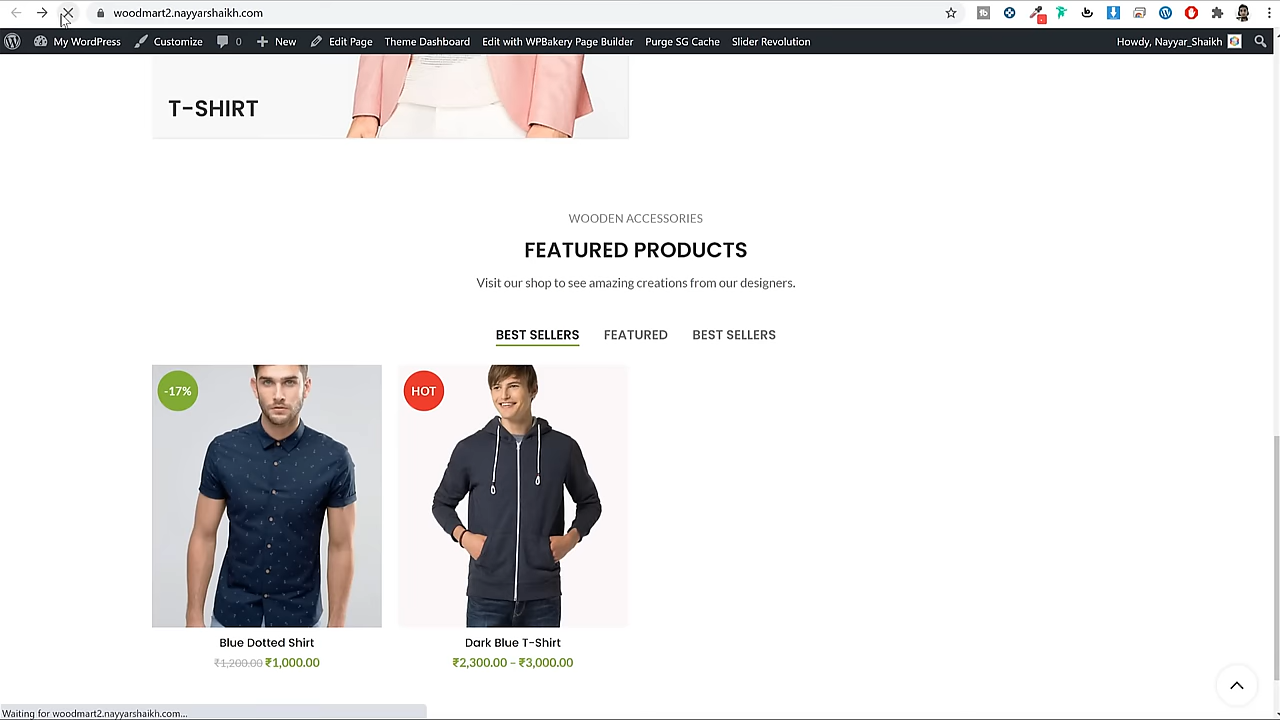 woodmart2.nayyarshaikh.com
My WordPress Customize 0 New Edit Page Theme Dashboard Edit with WPBakery Page Builder Purge SG Cache Slider Revolution Howdy, Nayyar_Shaikh
T-SHIRT
WOODEN ACCESSORIES
FEATURED PRODUCTS
Visit our shop to see amazing creations from our designers.
BEST SELLERS FEATURED BEST SELLERS
-17% HOT
Blue Dotted Shirt Dark Blue T-Shirt
₹1,200.00 ₹1,000.00 ₹2,300.00 – ₹3,000.00
Waiting for woodmart2.nayyarshaikh.com...